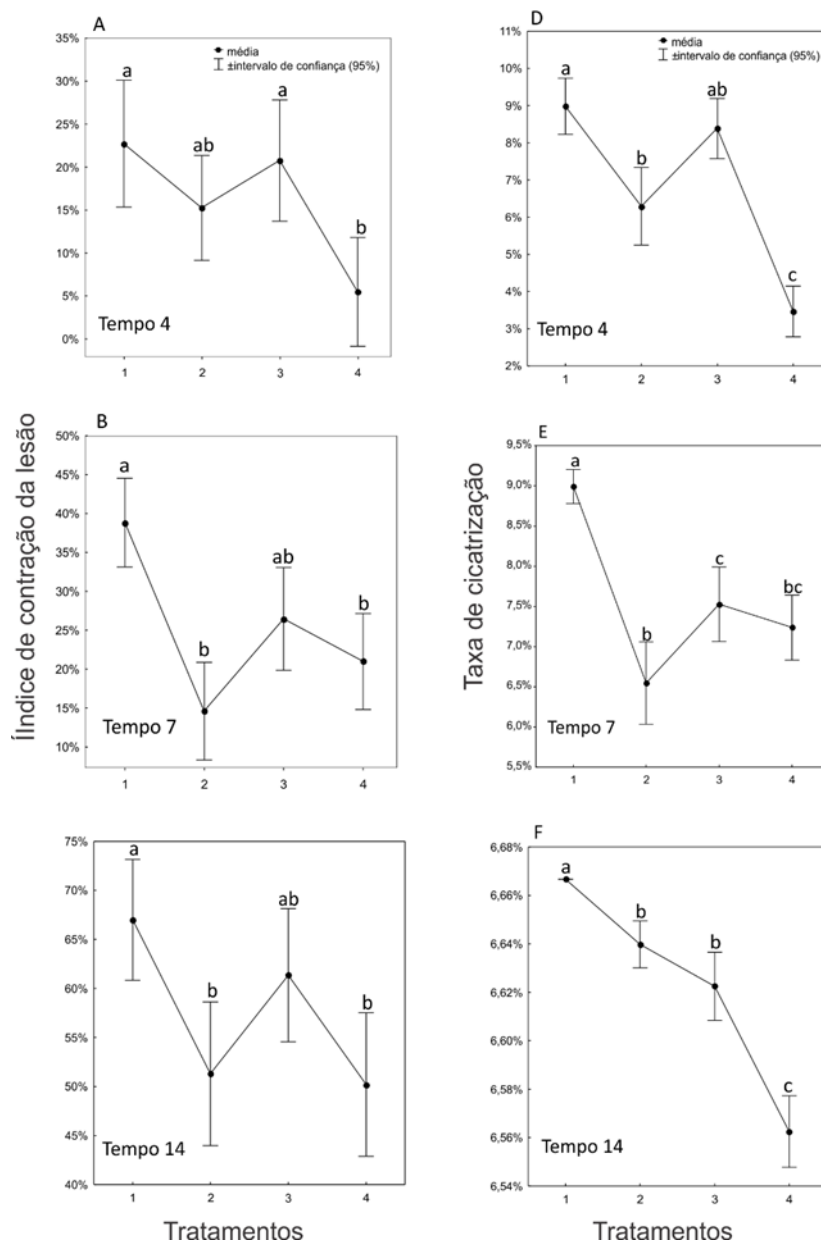 A
35%
30%
25%
20%
15%
10%
5%
0%
média
±intervalo de confiança (95%)
a
ab
a
b
Tempo 4
1 2 3 4
D
11%
10%
9%
8%
7%
6%
5%
4%
3%
2%
média
±intervalo de confiança (95%)
a
b
ab
c
Tempo 4
1 2 3 4
ÍIndice de contração da lesão
B
50%
45%
40%
35%
30%
25%
20%
15%
10%
a
b
ab
b
Tempo 7
1 2 3 4
Taxa de cicatrização
E
9,5%
9,0%
8,5%
8,0%
7,5%
7,0%
6,5%
6,0%
5,5%
a
b
c
bc
Tempo 7
1 2 3 4
75%
70%
65%
60%
55%
50%
45%
40%
a
b
ab
b
Tempo 14
1 2 3 4
Tratamentos
F
6,68%
6,66%
6,64%
6,62%
6,60%
6,58%
6,56%
6,54%
a
b
b
c
Tempo 14
1 2 3 4
Tratamentos